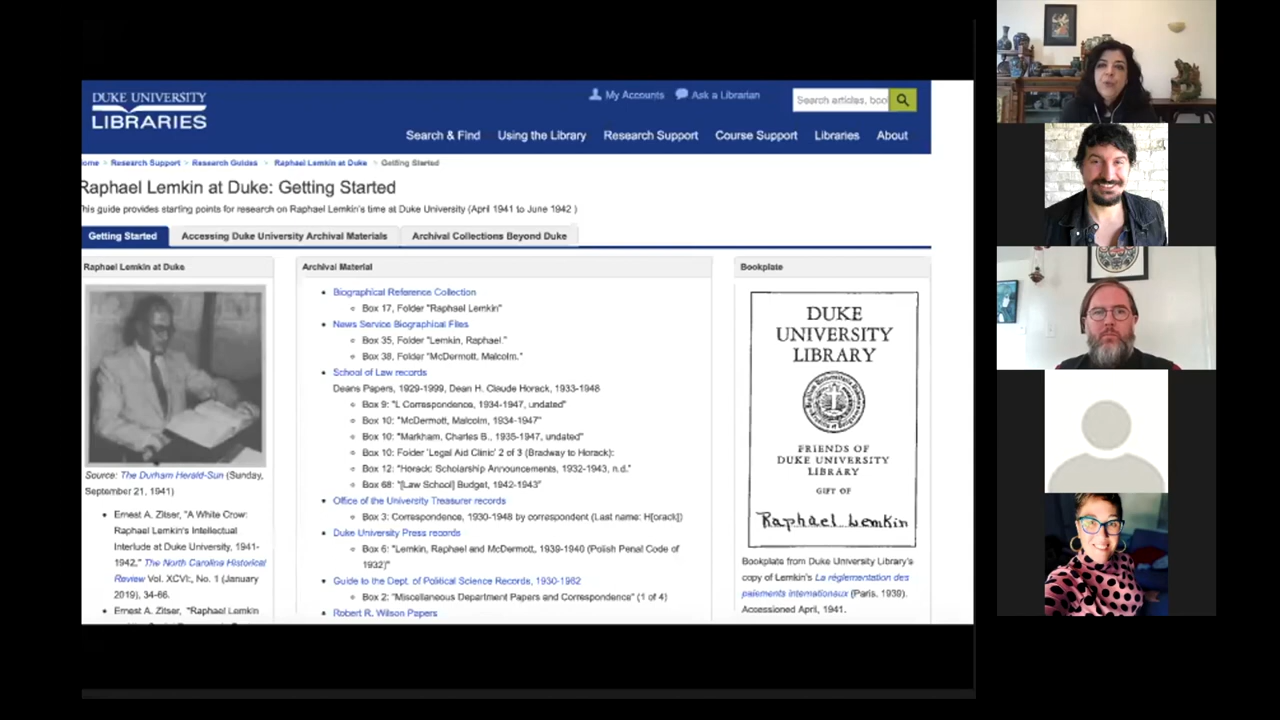 DUKE UNIVERSITY
LIBRARIES
My Accounts
Ask a Librarian
Search articles, boo
Search & Find
Using the Library
Research Support
Course Support
Libraries
About
ome > Research Support > Research Guides > Raphael Lemkin at Duke > Getting Started
Raphael Lemkin at Duke: Getting Started
his guide provides starting points for research on Raphael Lemkin's time at Duke University (April 1941 to June 1942 )
Getting Started
Accessing Duke University Archival Materials
Archival Collections Beyond Duke
Raphael Lemkin at Duke
Source: The Durham Herald-Sun (Sunday,
September 21, 1941)
Ernest A. Zitser, "A White Crow:
Raphael Lemkin's Intellectual
Interlude at Duke University, 1941-
1942," The North Carolina Historical
Review Vol. XCVI:, No. 1 (January
2019), 34-66.
Ernest A. Zitser, "Raphael Lemkin
Archival Material
Biographical Reference Collection
Box 17, Folder "Raphael Lemkin"
News Service Biographical Files
Box 35, Folder "Lemkin, Raphael."
Box 38, Folder "McDermott, Malcolm."
School of Law records
Deans Papers, 1929-1999, Dean H. Claude Horack, 1933-1948
Box 9: "L Correspondence, 1934-1947, undated"
Box 10: "McDermott, Malcolm, 1934-1947"
Box 10: "Markham, Charles B., 1935-1947, undated"
Box 10: Folder 'Legal Aid Clinic' 2 of 3 (Bradway to Horack):
Box 12: "Horack: Scholarship Announcements, 1932-1943, n.d."
Box 68: "[Law School] Budget, 1942-1943"
Office of the University Treasurer records
Box 3: Correspondence, 1930-1948 by correspondent (Last name: H[orack])
Duke University Press records
Box 6: "Lemkin, Raphael and McDermott, 1939-1940 (Polish Penal Code of
1932)"
Guide to the Dept. of Political Science Records, 1930-1982
Box 2: "Miscellaneous Department Papers and Correspondence" (1 of 4)
Robert R. Wilson Papers
Bookplate
DUKE
UNIVERSITY
LIBRARY
FRIENDS OF
DUKE UNIVERSITY
LIBRARY
GIFT OF
Raphael Lemkin
Bookplate from Duke University Library's
copy of Lemkin's La réglementation des
paiements internationaux (Paris, 1939).
Accessioned April, 1941.